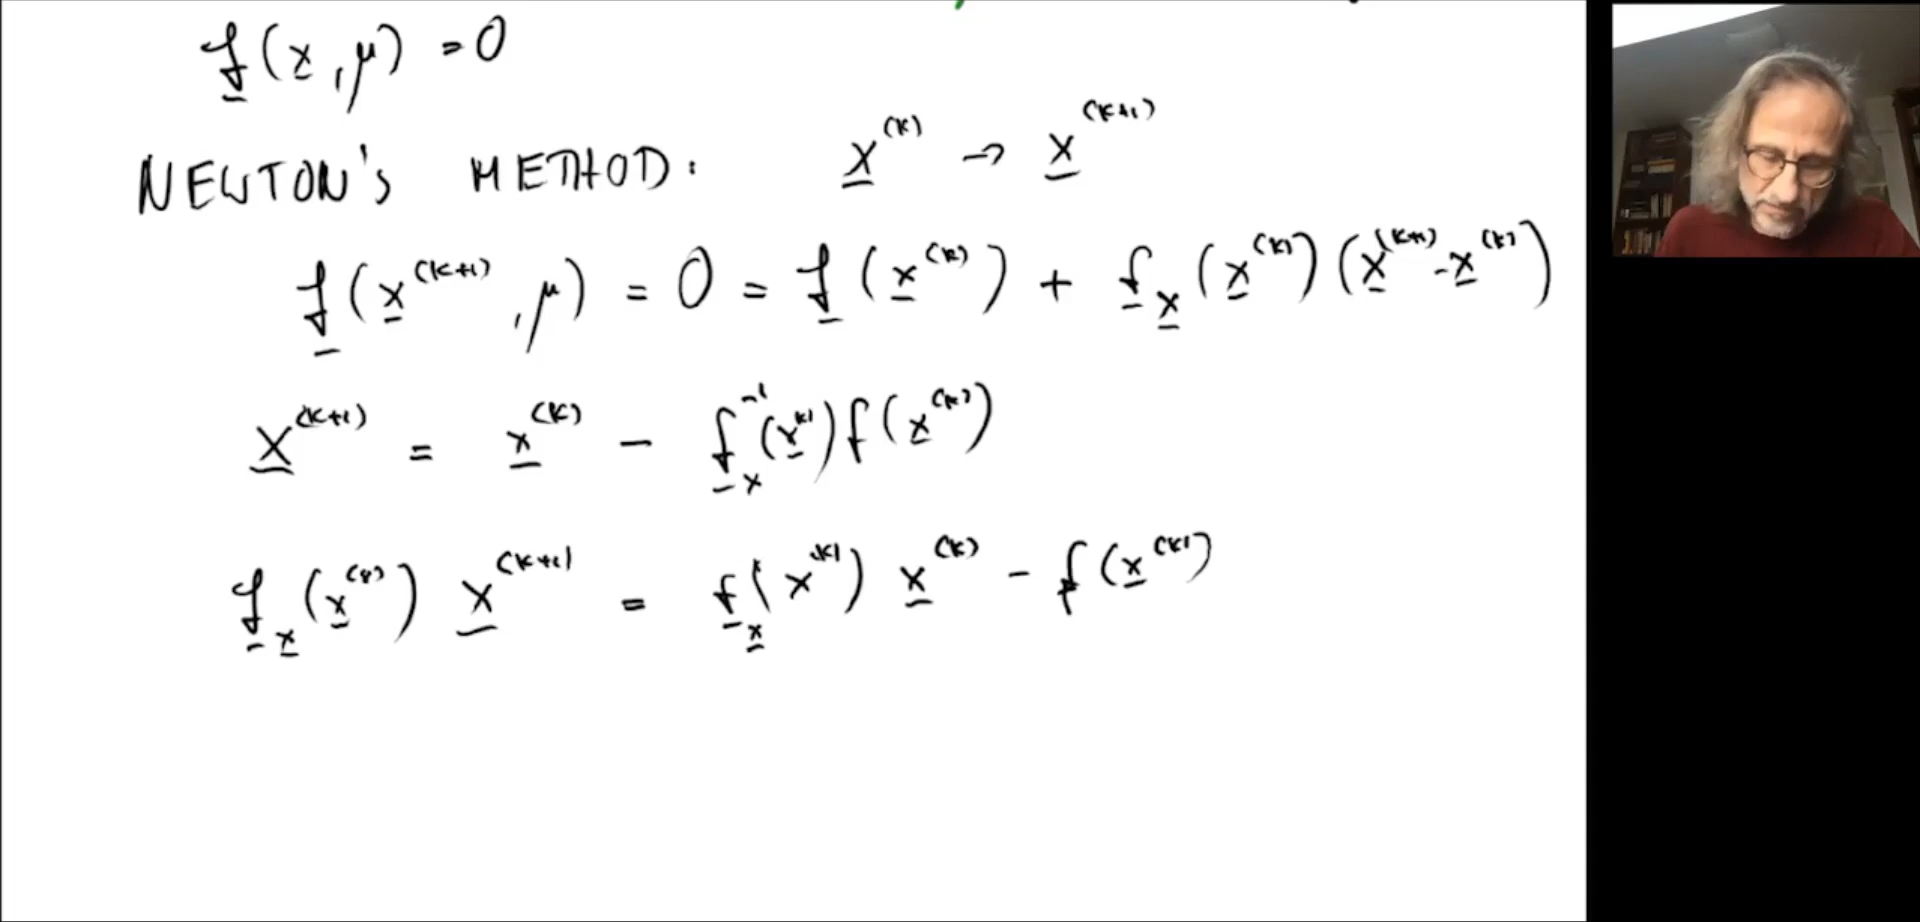 f(x, μ) = 0
NEWTON'S METHOD: x^(k) → x^(k+1)
f(x^(k+1), μ) = 0 = f(x^(k)) + f_x(x^(k))(x^(k+1) - x^(k))
x^(k+1) = x^(k) - f_x^-1(x^(k)) f(x^(k))
f_x(x^(k)) x^(k+1) = f_x(x^(k)) x^(k) - f(x^(k))